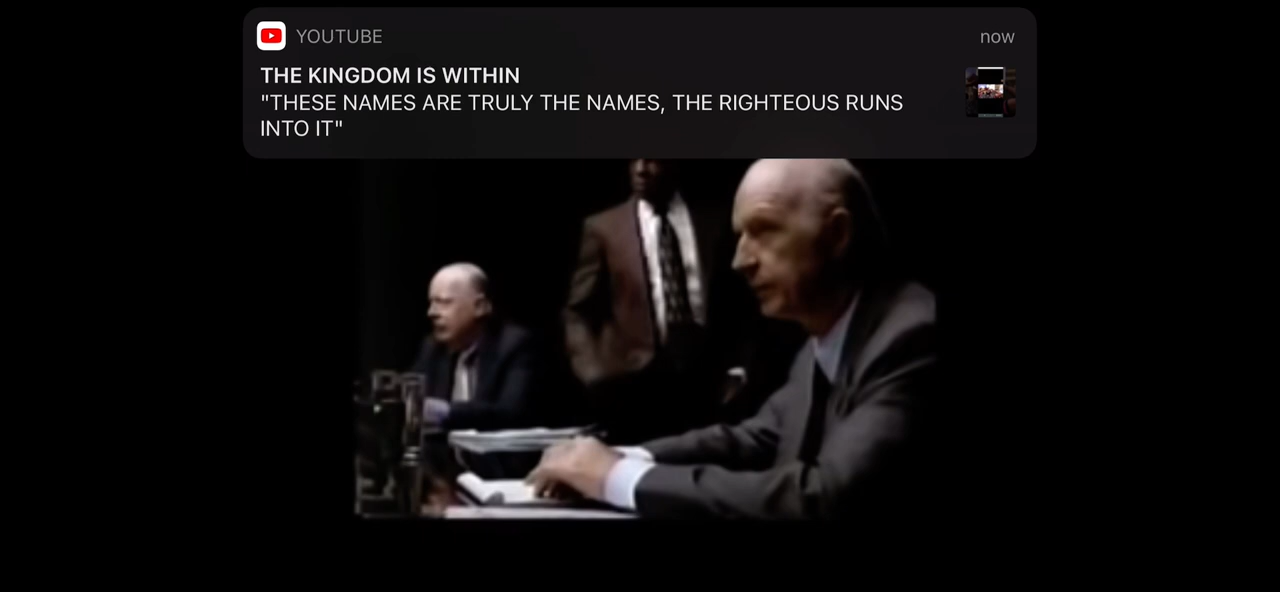 YOUTUBE
now
THE KINGDOM IS WITHIN
"THESE NAMES ARE TRULY THE NAMES, THE RIGHTEOUS RUNS
INTO IT"